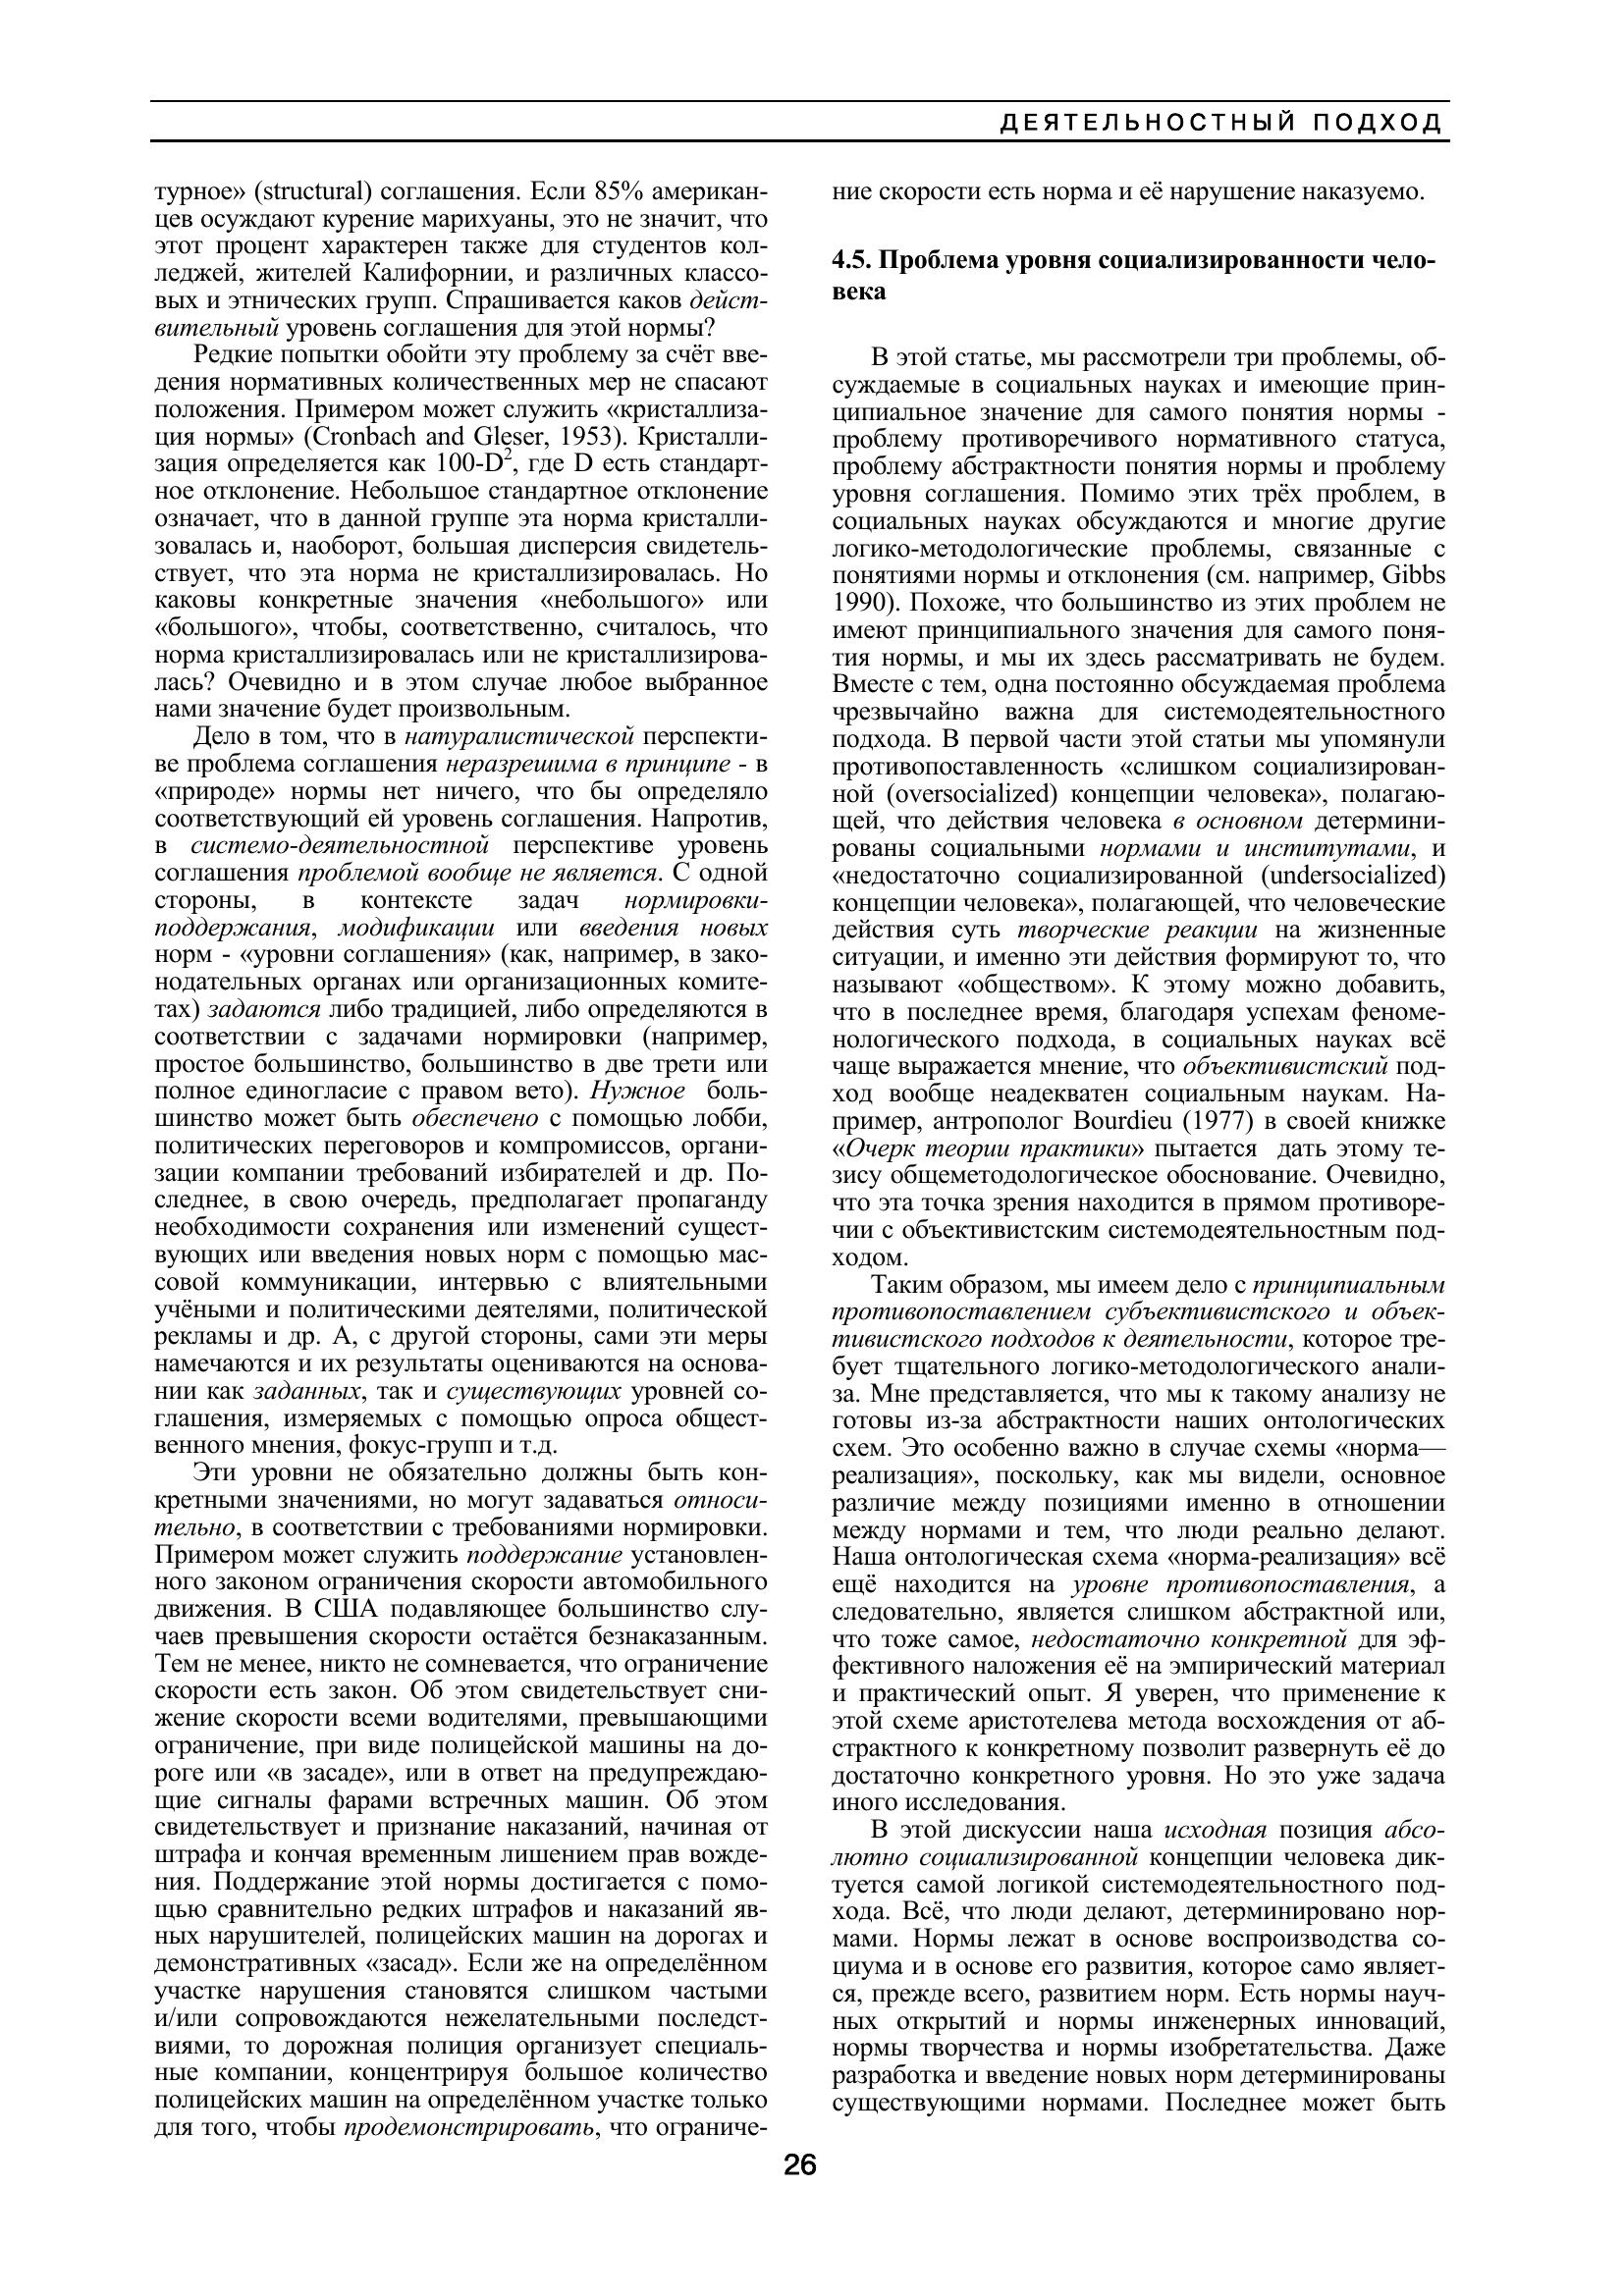 ДЕЯТЕЛЬНОСТНЫЙ ПОДХОД
турное» (structural) соглашения. Если 85% американ-
цев осуждают курение марихуаны, это не значит, что
этот процент характерен также для студентов кол-
леджей, жителей Калифорнии, и различных классо-
вых и этнических групп. Спрашивается каков дейст-
вительный уровень соглашения для этой нормы?
Редкие попытки обойти эту проблему за счёт вве-
дения нормативных количественных мер не спасают
положения. Примером может служить «кристаллиза-
ция нормы» (Cronbach and Gleser, 1953). Кристалли-
зация определяется как 100-D², где D есть стандарт-
ное отклонение. Небольшое стандартное отклонение
означает, что в данной группе эта норма кристалли-
зовалась и, наоборот, большая дисперсия свидетель-
ствует, что эта норма не кристаллизировалась. Но
каковы конкретные значения «небольшого» или
«большого», чтобы, соответственно, считалось, что
норма кристаллизировалась или не кристаллизирова-
лась? Очевидно и в этом случае любое выбранное
нами значение будет произвольным.
Дело в том, что в натуралистической перспекти-
ве проблема соглашения неразрешима в принципе - в
«природе» нормы нет ничего, что бы определяло
соответствующий ей уровень соглашения. Напротив,
в системо-деятельностной перспективе уровень
соглашения проблемой вообще не является. С одной
стороны, в контексте задач нормировки-
поддержания, модификации или введения новых
норм - «уровни соглашения» (как, например, в зако-
нодательных органах или организационных комите-
тах) задаются либо традицией, либо определяются в
соответствии с задачами нормировки (например,
простое большинство, большинство в две трети или
полное единогласие с правом вето). Нужное боль-
шинство может быть обеспечено с помощью лобби,
политических переговоров и компромиссов, органи-
зации компании требований избирателей и др. По-
следнее, в свою очередь, предполагает пропаганду
необходимости сохранения или изменений сущест-
вующих или введения новых норм с помощью мас-
совой коммуникации, интервью с влиятельными
учёными и политическими деятелями, политической
рекламы и др. А, с другой стороны, сами эти меры
намечаются и их результаты оцениваются на основа-
нии как заданных, так и существующих уровней со-
глашения, измеряемых с помощью опроса общест-
венного мнения, фокус-групп и т.д.
Эти уровни не обязательно должны быть кон-
кретными значениями, но могут задаваться относи-
тельно, в соответствии с требованиями нормировки.
Примером может служить поддержание установлен-
ного законом ограничения скорости автомобильного
движения. В США подавляющее большинство слу-
чаев превышения скорости остаётся безнаказанным.
Тем не менее, никто не сомневается, что ограничение
скорости есть закон. Об этом свидетельствует сни-
жение скорости всеми водителями, превышающими
ограничение, при виде полицейской машины на до-
роге или «в засаде», или в ответ на предупреждаю-
щие сигналы фарами встречных машин. Об этом
свидетельствует и признание наказаний, начиная от
штрафа и кончая временным лишением прав вожде-
ния. Поддержание этой нормы достигается с помо-
щью сравнительно редких штрафов и наказаний яв-
ных нарушителей, полицейских машин на дорогах и
демонстративных «засад». Если же на определённом
участке нарушения становятся слишком частыми
и/или сопровождаются нежелательными последст-
виями, то дорожная полиция организует специаль-
ные компании, концентрируя большое количество
полицейских машин на определённом участке только
для того, чтобы продемонстрировать, что ограниче-
ние скорости есть норма и её нарушение наказуемо.
4.5. Проблема уровня социализированности чело-
века
В этой статье, мы рассмотрели три проблемы, об-
суждаемые в социальных науках и имеющие прин-
ципиальное значение для самого понятия нормы -
проблему противоречивого нормативного статуса,
проблему абстрактности понятия нормы и проблему
уровня соглашения. Помимо этих трёх проблем, в
социальных науках обсуждаются и многие другие
логико-методологические проблемы, связанные с
понятиями нормы и отклонения (см. например, Gibbs
1990). Похоже, что большинство из этих проблем не
имеют принципиального значения для самого поня-
тия нормы, и мы их здесь рассматривать не будем.
Вместе с тем, одна постоянно обсуждаемая проблема
чрезвычайно важна для системодеятельностного
подхода. В первой части этой статьи мы упомянули
противопоставленность «слишком социализирован-
ной (oversocialized) концепции человека», полагаю-
щей, что действия человека в основном детермини-
рованы социальными нормами и институтами, и
«недостаточно социализированной (undersocialized)
концепции человека», полагающей, что человеческие
действия суть творческие реакции на жизненные
ситуации, и именно эти действия формируют то, что
называют «обществом». К этому можно добавить,
что в последнее время, благодаря успехам феноме-
нологического подхода, в социальных науках всё
чаще выражается мнение, что объективистский под-
ход вообще неадекватен социальным наукам. На-
пример, антрополог Bourdieu (1977) в своей книжке
«Очерк теории практики» пытается дать этому те-
зису общеметодологическое обоснование. Очевидно,
что эта точка зрения находится в прямом противоре-
чии с объективистским системодеятельностным под-
ходом.
Таким образом, мы имеем дело с принципиальным
противопоставлением субъективистского и объек-
тивистского подходов к деятельности, которое тре-
бует тщательного логико-методологического анали-
за. Мне представляется, что мы к такому анализу не
готовы из-за абстрактности наших онтологических
схем. Это особенно важно в случае схемы «норма—
реализация», поскольку, как мы видели, основное
различие между позициями именно в отношении
между нормами и тем, что люди реально делают.
Наша онтологическая схема «норма-реализация» всё
ещё находится на уровне противопоставления, а
следовательно, является слишком абстрактной или,
что тоже самое, недостаточно конкретной для эф-
фективного наложения её на эмпирический материал
и практический опыт. Я уверен, что применение к
этой схеме аристотелева метода восхождения от аб-
страктного к конкретному позволит развернуть её до
достаточно конкретного уровня. Но это уже задача
иного исследования.
В этой дискуссии наша исходная позиция абсо-
лютно социализированной концепции человека дик-
туется самой логикой системодеятельностного под-
хода. Всё, что люди делают, детерминировано нор-
мами. Нормы лежат в основе воспроизводства со-
циума и в основе его развития, которое само являет-
ся, прежде всего, развитием норм. Есть нормы науч-
ных открытий и нормы инженерных инноваций,
нормы творчества и нормы изобретательства. Даже
разработка и введение новых норм детерминированы
существующими нормами. Последнее может быть
26